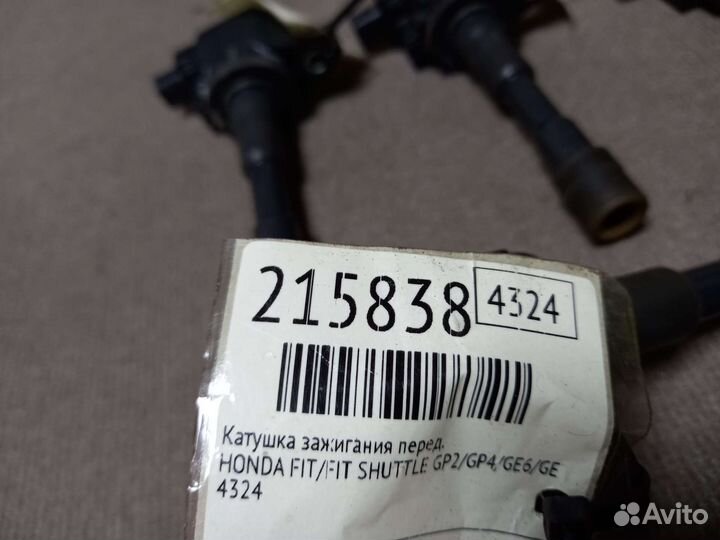 215838 4324
Катушка зажигания перед.
HONDA FIT/FIT SHUTTLE GP2/GP4/GE6/GE
4324
Avito